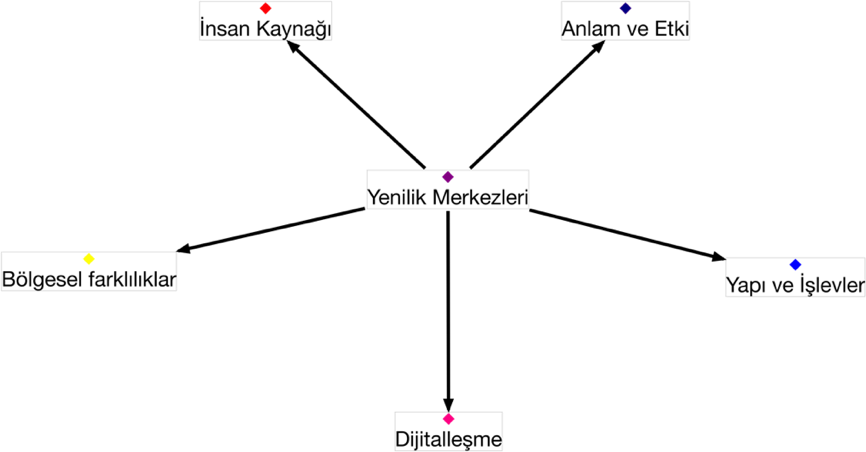 İnsan Kaynağı
Anlam ve Etki
Yenilik Merkezleri
Bölgesel farklılıklar
Yapı ve İşlevler
Dijitalleşme